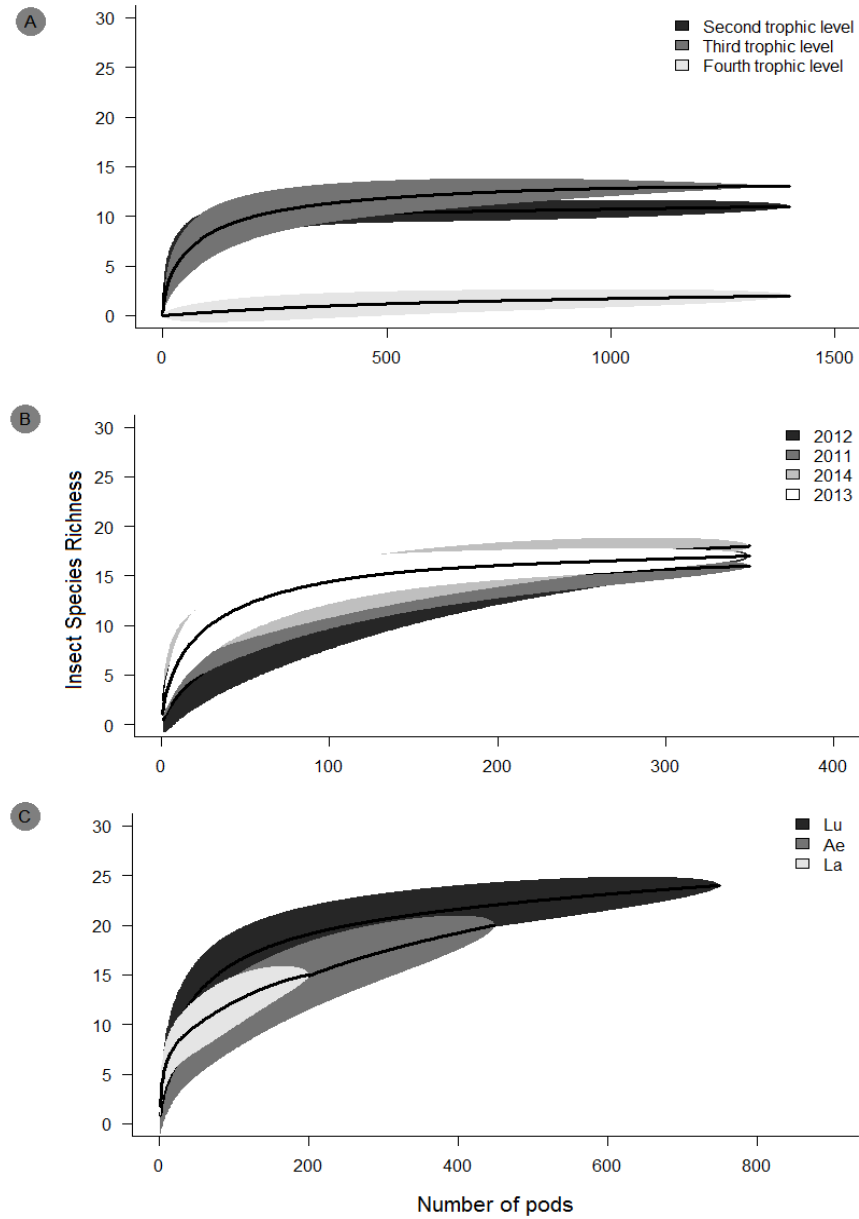 A
30
25
20
15
10
5
0
Second trophic level
Third trophic level
Fourth trophic level
0 500 1000 1500
B
30
25
20
15
10
5
0
2012
2011
2014
2013
0 100 200 300 400
Insect Species Richness
C
30
25
20
15
10
5
0
Lu
Ae
La
0 200 400 600 800
Number of pods